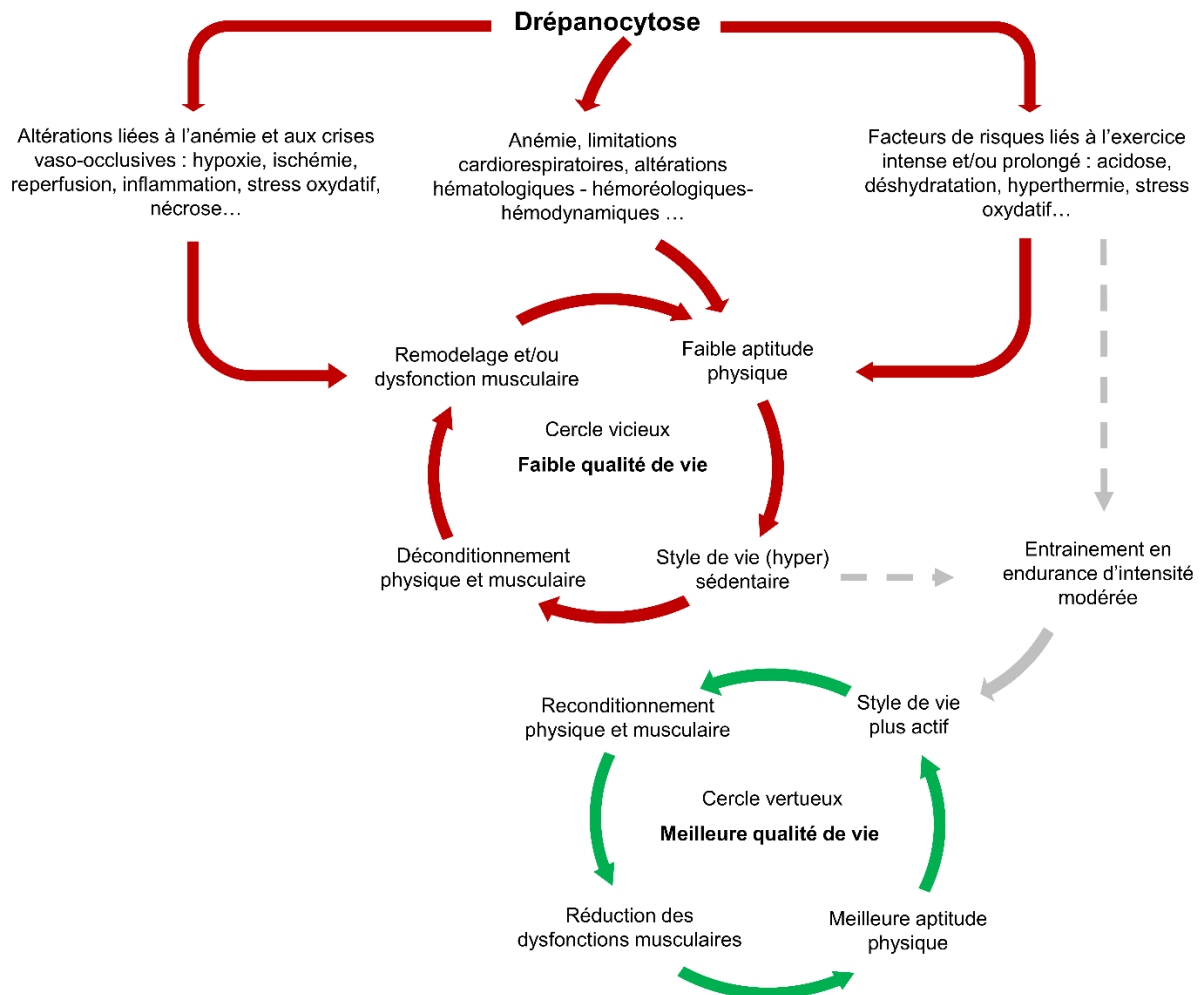 Drépanocytose
Altérations liées à l’anémie et aux crises
vaso-occlusives : hypoxie, ischémie,
reperfusion, inflammation, stress oxydatif,
nécrose…
Anémie, limitations
cardiorespiratoires, altérations
hématologiques - hémoréologiques-
hémodynamiques …
Facteurs de risques liés à l’exercice
intense et/ou prolongé : acidose,
déshydratation, hyperthermie, stress
oxydatif…
Remodelage et/ou
dysfonction musculaire
Faible aptitude
physique
Cercle vicieux
Faible qualité de vie
Déconditionnement
physique et musculaire
Style de vie (hyper)
sédentaire
Entrainement en
endurance d’intensité
modérée
Reconditionnement
physique et musculaire
Style de vie
plus actif
Cercle vertueux
Meilleure qualité de vie
Réduction des
dysfonctions musculaires
Meilleure aptitude
physique